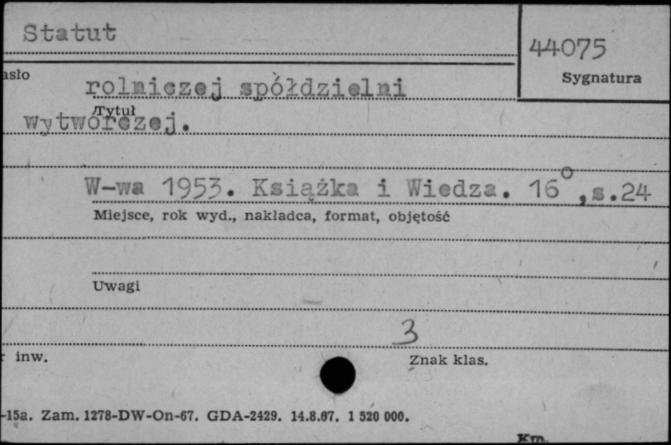 Statut
44075
asło
Sygnatura
rolniczej spółdzielni
Tytuł
wytwórczej.
W-wa 1953. Książka i Wiedza. 16°,s.24
Miejsce, rok wyd., nakładca, format, objętość
Uwagi
3
r inw.
Znak klas.
-15a. Zam. 1278-DW-On-67. GDA-2429. 14.8.67. 1 520 000.
Km.